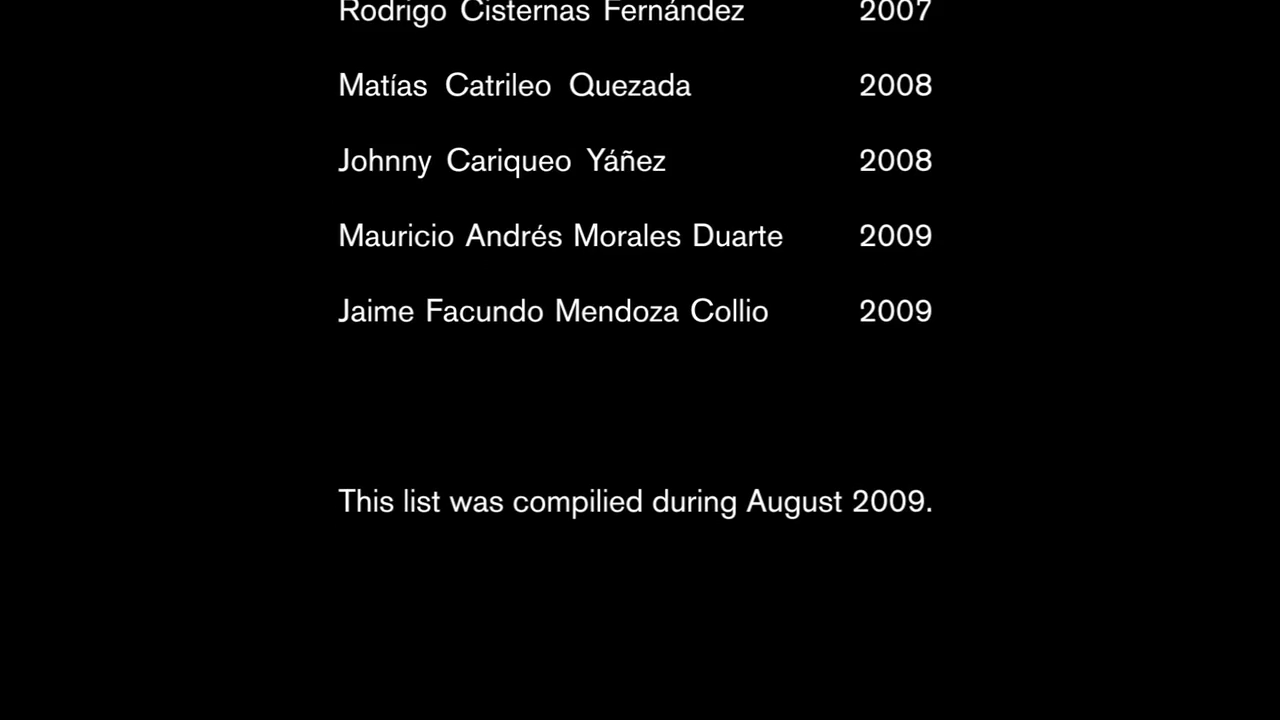 Rodrigo Cisternas Fernández 2007
Matías Catrileo Quezada 2008
Johnny Cariqueo Yáñez 2008
Mauricio Andrés Morales Duarte 2009
Jaime Facundo Mendoza Collio 2009
This list was compilied during August 2009.